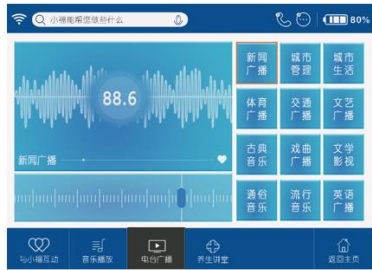 小福能帮您做些什么
80%
88.6
新闻广播
新闻
广播
城市
管理
城市
生活
体育
广播
交通
广播
文艺
广播
古典
音乐
戏曲
广播
文学
影视
通俗
音乐
流行
音乐
英语
广播
与小福互动
音乐播放
电台广播
养生讲堂
返回主页